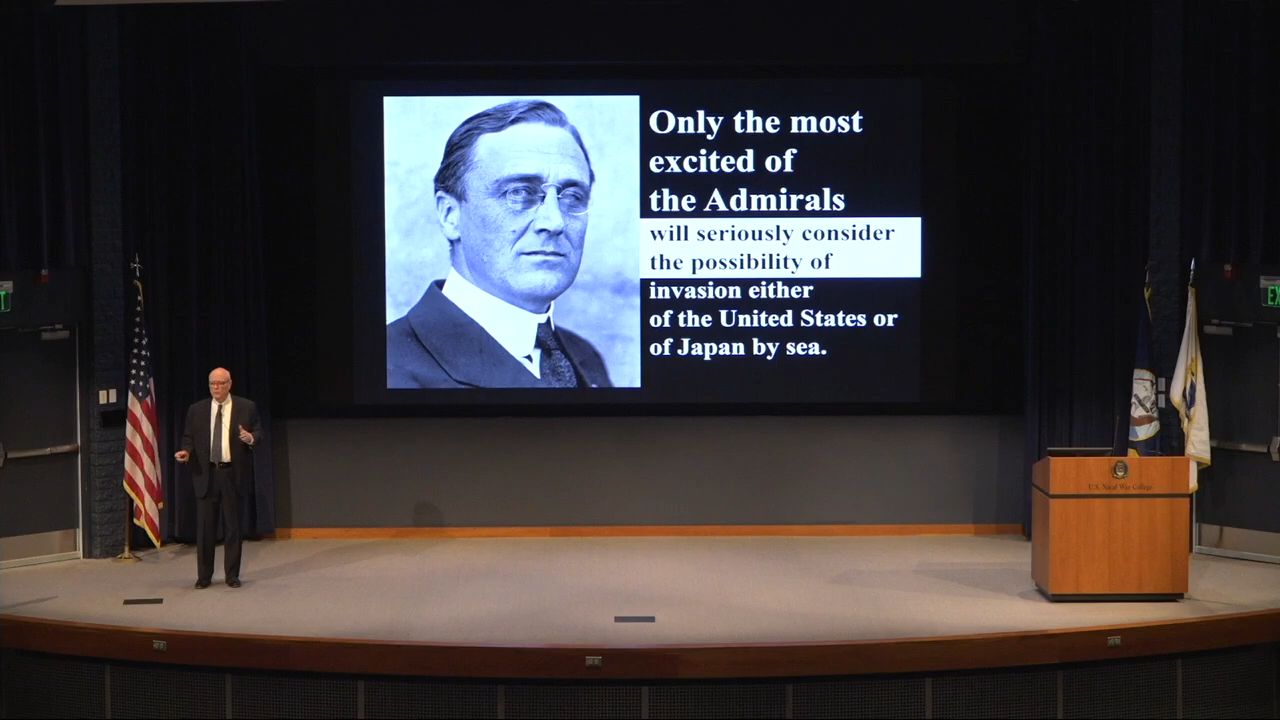 Only the most
excited of
the Admirals
will seriously consider
the possibility of
invasion either
of the United States or
of Japan by sea.
U.S. Naval War College